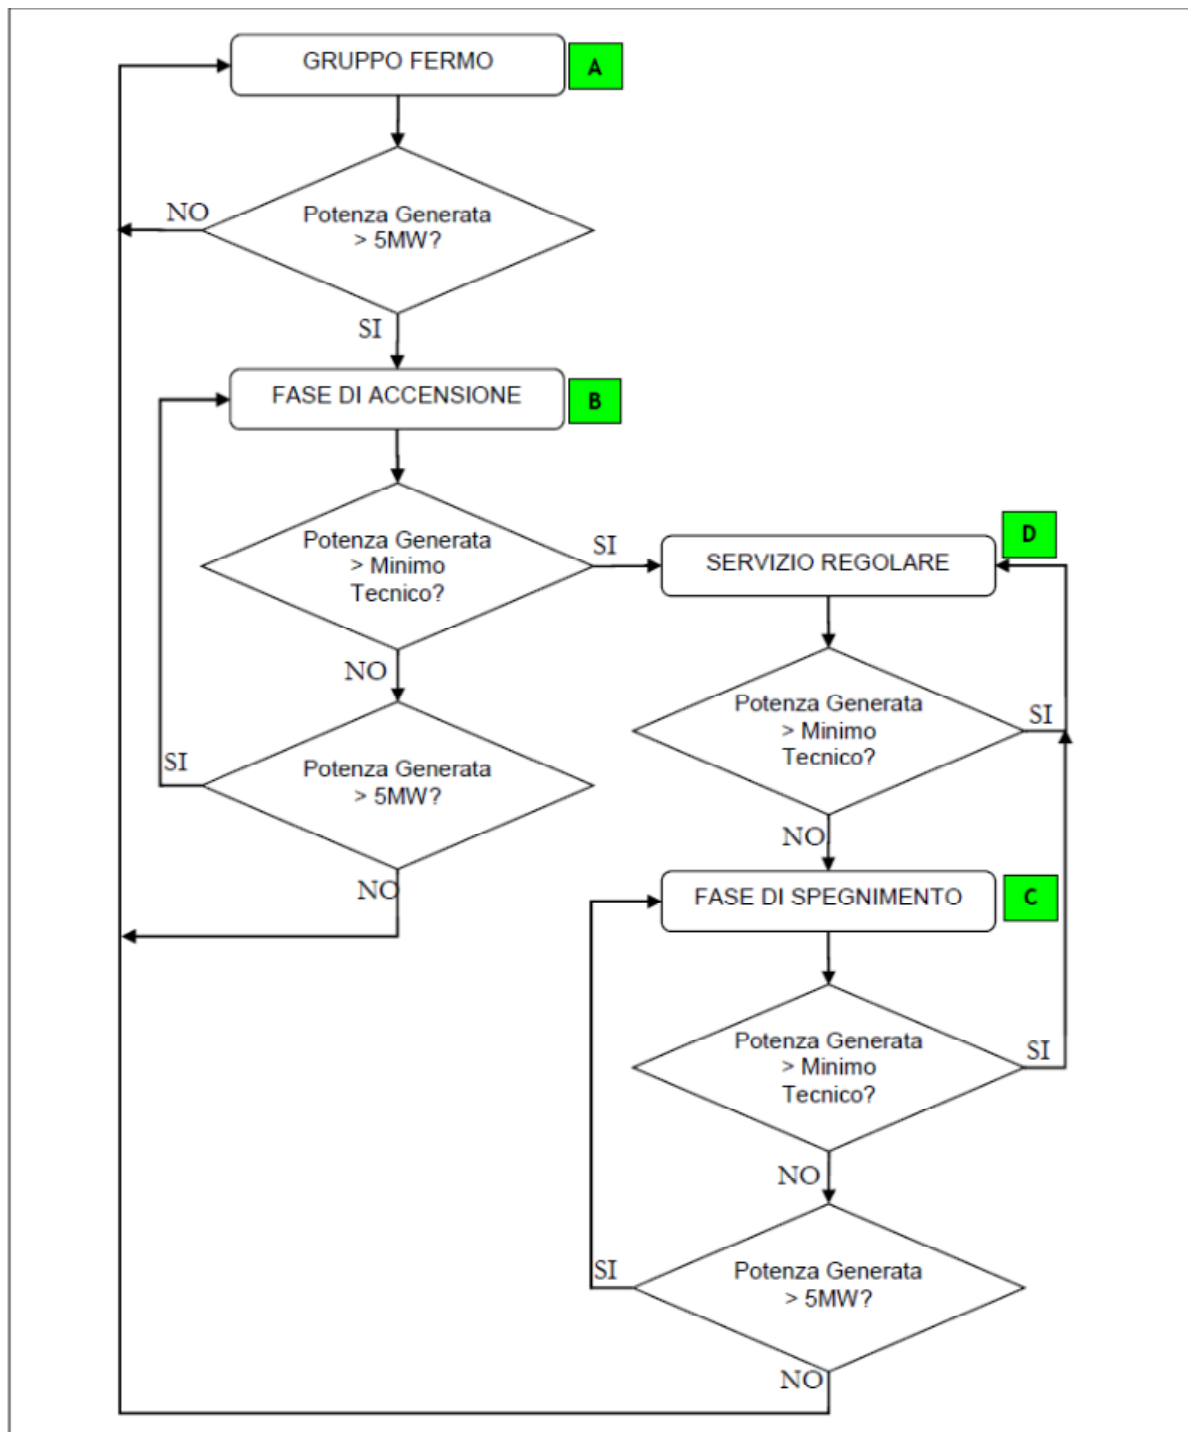 GRUPPO FERMO
A
Potenza Generata
> 5MW?
NO
SI
FASE DI ACCENSIONE
B
Potenza Generata
> Minimo
Tecnico?
SI
NO
Potenza Generata
> 5MW?
SI
NO
SERVIZIO REGOLARE
D
Potenza Generata
> Minimo
Tecnico?
SI
NO
FASE DI SPEGNIMENTO
C
Potenza Generata
> Minimo
Tecnico?
SI
NO
Potenza Generata
> 5MW?
SI
NO